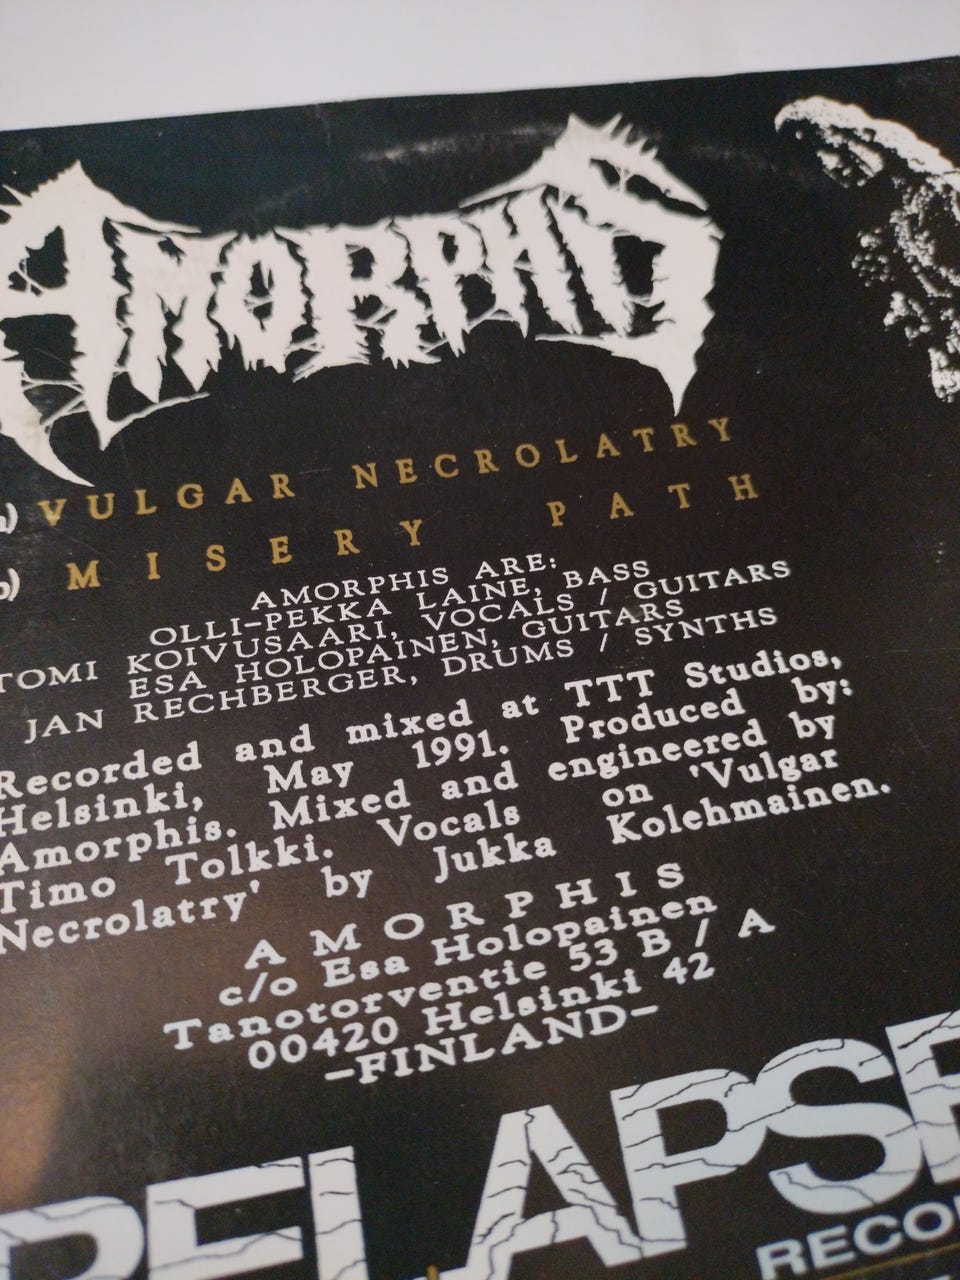 AMORPHIS
a) VULGAR NECROLATRY
b) MISERY PATH
AMORPHIS ARE:
OLLI-PEKKA LAINE, BASS
TOMI KOIVUSAARI, VOCALS / GUITARS
ESA HOLOPAINEN, GUITARS
JAN RECHBERGER, DRUMS / SYNTHS
Recorded and mixed at TTT Studios,
Helsinki, May 1991. Produced by:
Amorphis. Mixed and engineered by
Timo Tolkki. Vocals on 'Vulgar
Necrolatry' by Jukka Kolehmainen.
AMORPHIS
c/o Esa Holopainen
Tanotorventie 53 B / A
00420 Helsinki 42
-FINLAND-
RELAPSE
RECO